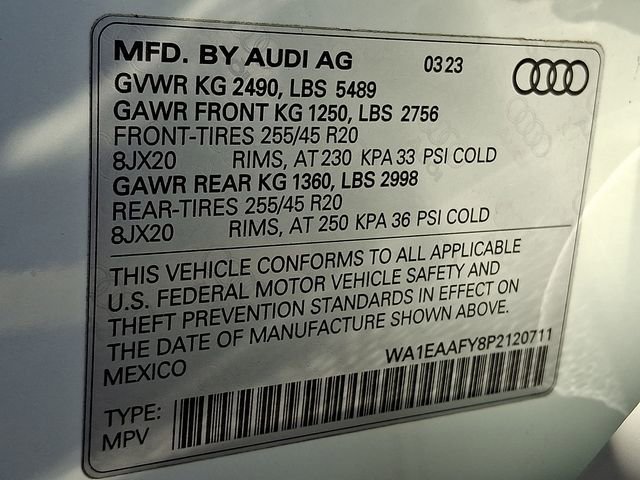 MFD. BY AUDI AG 03 23
GVWR KG 2490, LBS 5489
GAWR FRONT KG 1250, LBS 2756
FRONT-TIRES 255/45 R20
8JX20 RIMS, AT 230 KPA 33 PSI COLD
GAWR REAR KG 1360, LBS 2998
REAR-TIRES 255/45 R20
8JX20 RIMS, AT 250 KPA 36 PSI COLD
THIS VEHICLE CONFORMS TO ALL APPLICABLE
U.S. FEDERAL MOTOR VEHICLE SAFETY AND
THEFT PREVENTION STANDARDS IN EFFECT ON
THE DATE OF MANUFACTURE SHOWN ABOVE.
MEXICO WA1EAAFY8P2120711
TYPE:
MPV